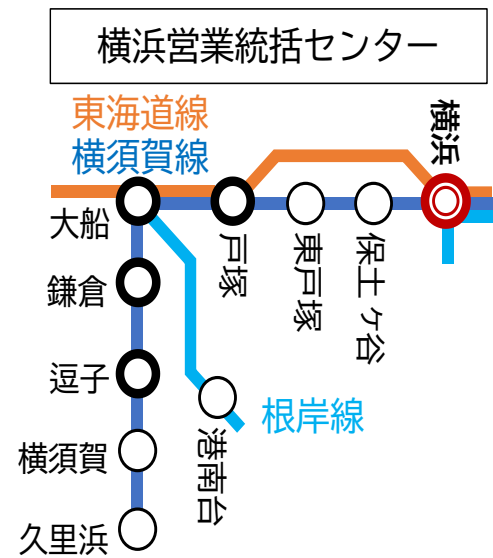 横浜営業統括センター
東海道線
横須賀線
横浜
大船
戸塚
東戸塚
保土ヶ谷
鎌倉
逗子
根岸線
港南台
横須賀
久里浜